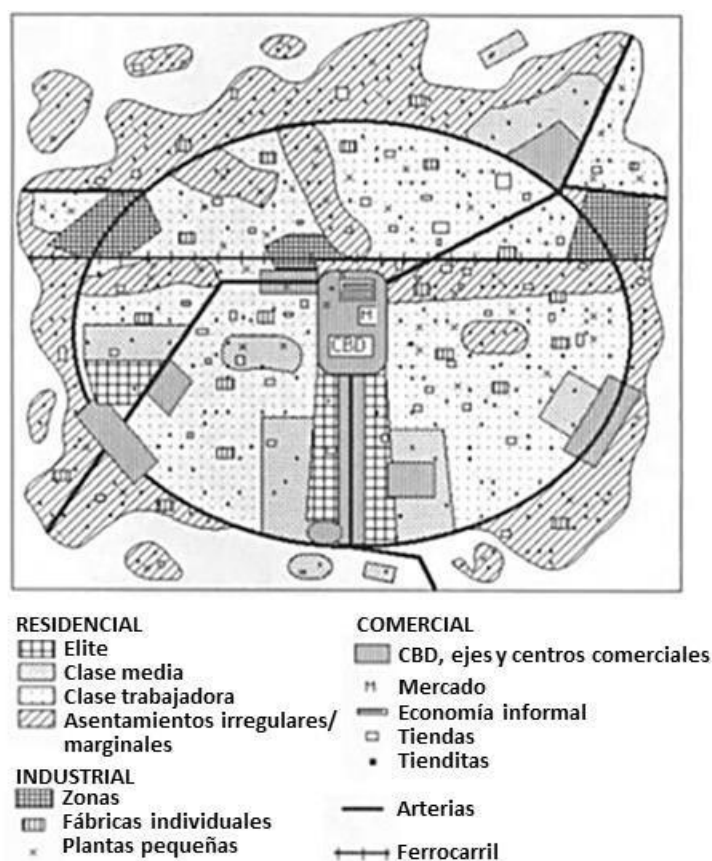 M
CBD
RESIDENCIAL
Elite
Clase media
Clase trabajadora
Asentamientos irregulares/
marginales
INDUSTRIAL
Zonas
Fábricas individuales
Plantas pequeñas
COMERCIAL
CBD, ejes y centros comerciales
M Mercado
Economía informal
Tiendas
Tienditas
Arterias
Ferrocarril